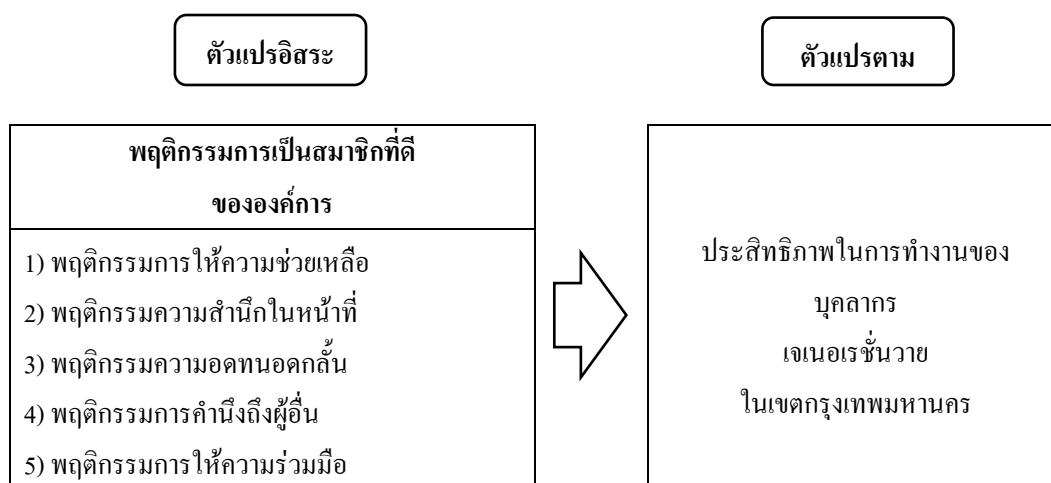 ตัวแปรอิสระ
ตัวแปรตาม
พฤติกรรมการเป็นสมาชิกที่ดี
ขององค์การ
1) พฤติกรรมการให้ความช่วยเหลือ
2) พฤติกรรมความสำนึกในหน้าที่
3) พฤติกรรมความอดทนอดกลั้น
4) พฤติกรรมการคำนึงถึงผู้อื่น
5) พฤติกรรมการให้ความร่วมมือ
ประสิทธิภาพในการทำงานของ
บุคลากร
เจเนอเรชั่นวาย
ในเขตกรุงเทพมหานคร